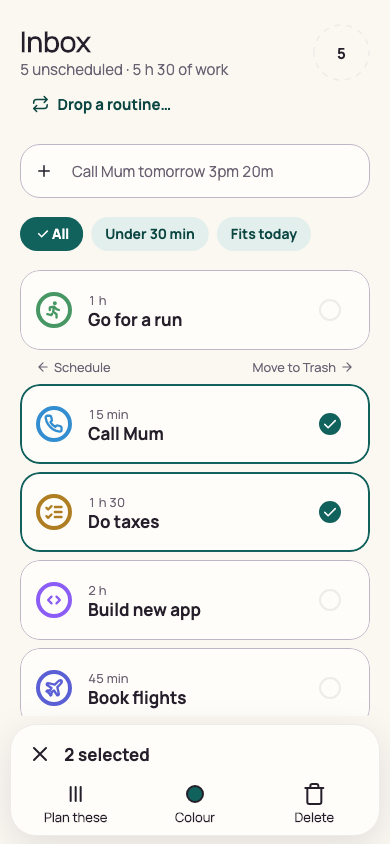 Inbox
5 unscheduled · 5 h 30 of work
5
Drop a routine...
Call Mum tomorrow 3pm 20m
All
Under 30 min
Fits today
1 h
Go for a run
Schedule
Move to Trash
15 min
Call Mum
1 h 30
Do taxes
2 h
Build new app
45 min
Book flights
2 selected
Plan these
Colour
Delete